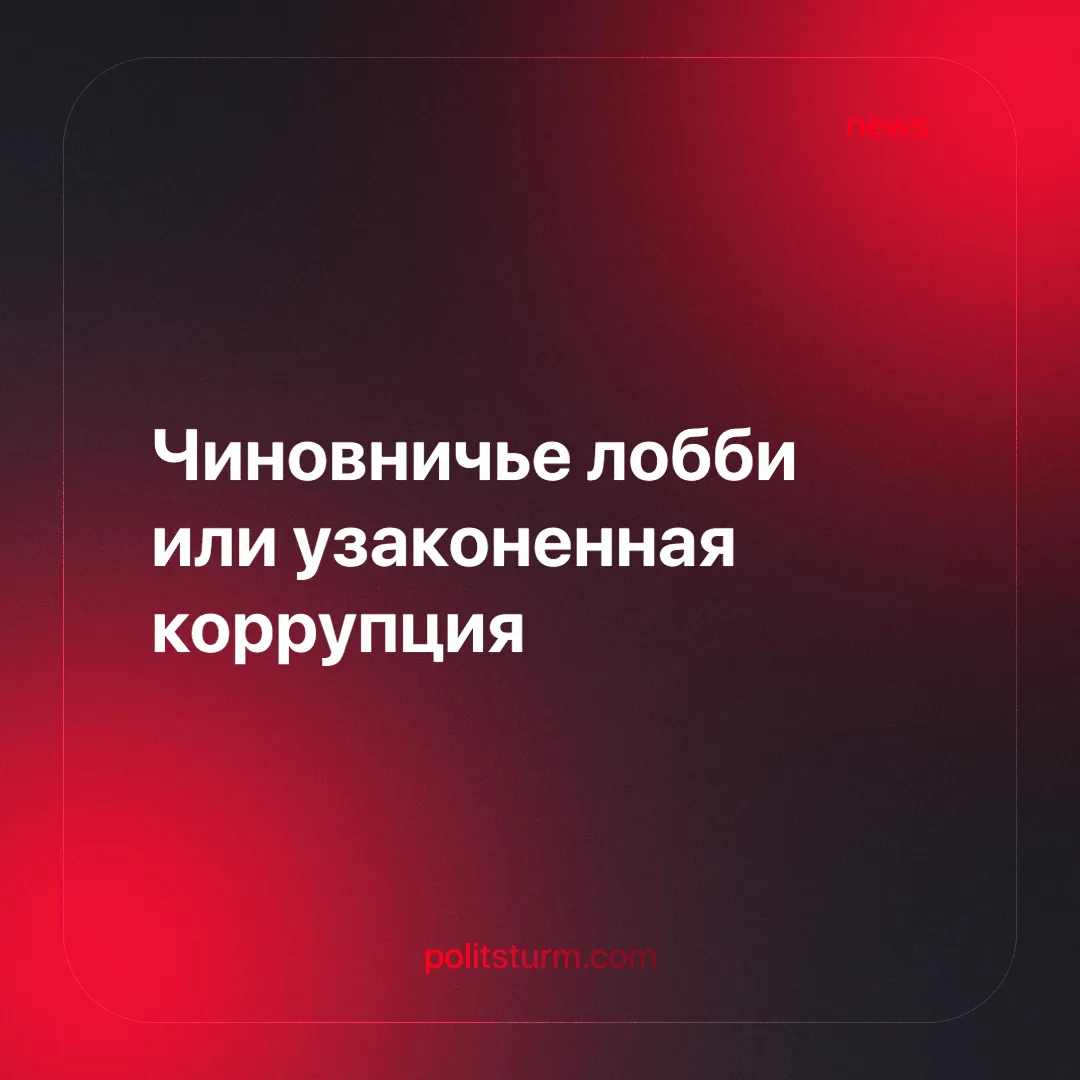 news
Чиновничье лобби
или узаконенная
коррупция
politsturm.com